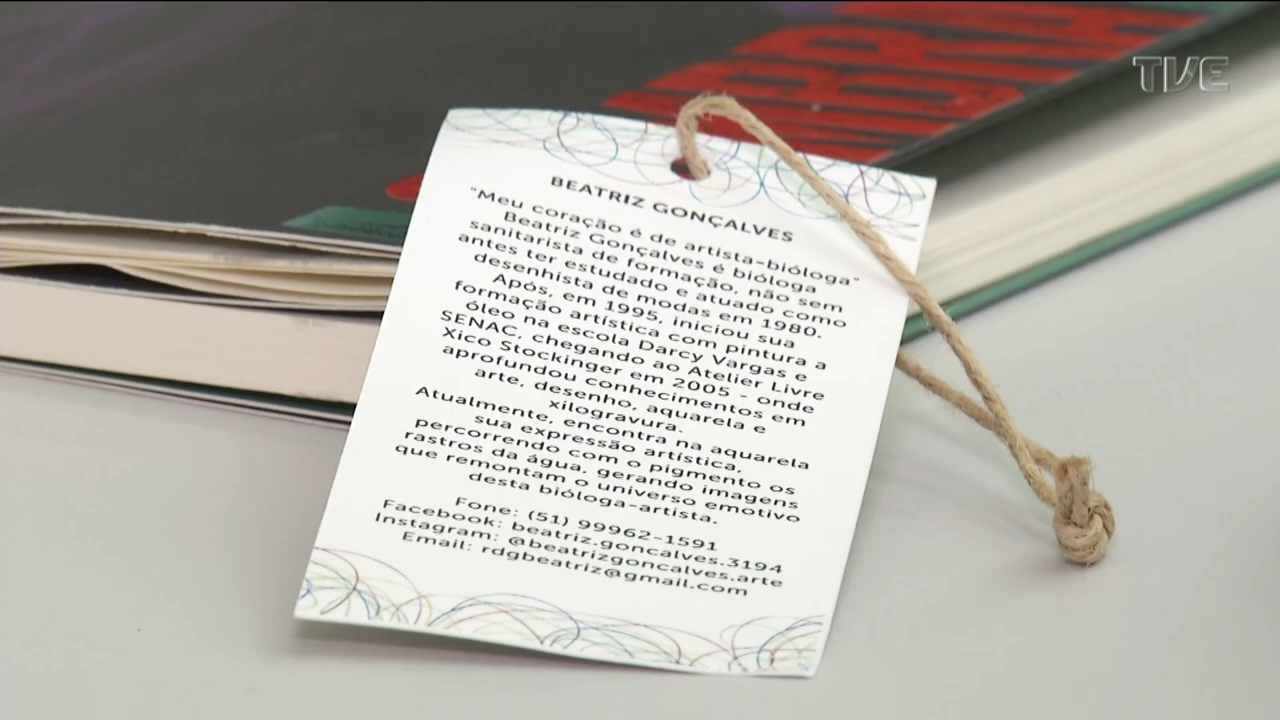 TVE
BEATRIZ GONÇALVES
"Meu coração é de artista-bióloga"
Beatriz Gonçalves é bióloga
sanitarista de formação, não sem
antes ter estudado e atuado como
desenhista de modas em 1980.
Após, em 1995, iniciou sua
formação artística com pintura a
óleo na escola Darcy Vargas e
SENAC, chegando ao Atelier Livre
Xico Stockinger em 2005 - onde
aprofundou conhecimentos em
arte, desenho, aquarela e
xilogravura.
Atualmente, encontra na aquarela
sua expressão artística,
percorrendo com o pigmento os
rastros da água, gerando imagens
que remontam o universo emotivo
desta bióloga-artista.
Fone: (51) 99962-1591
Facebook: beatriz.goncalves.3194
Instagram: @beatrizgoncalves.arte
Email: rdgbeatriz@gmail.com